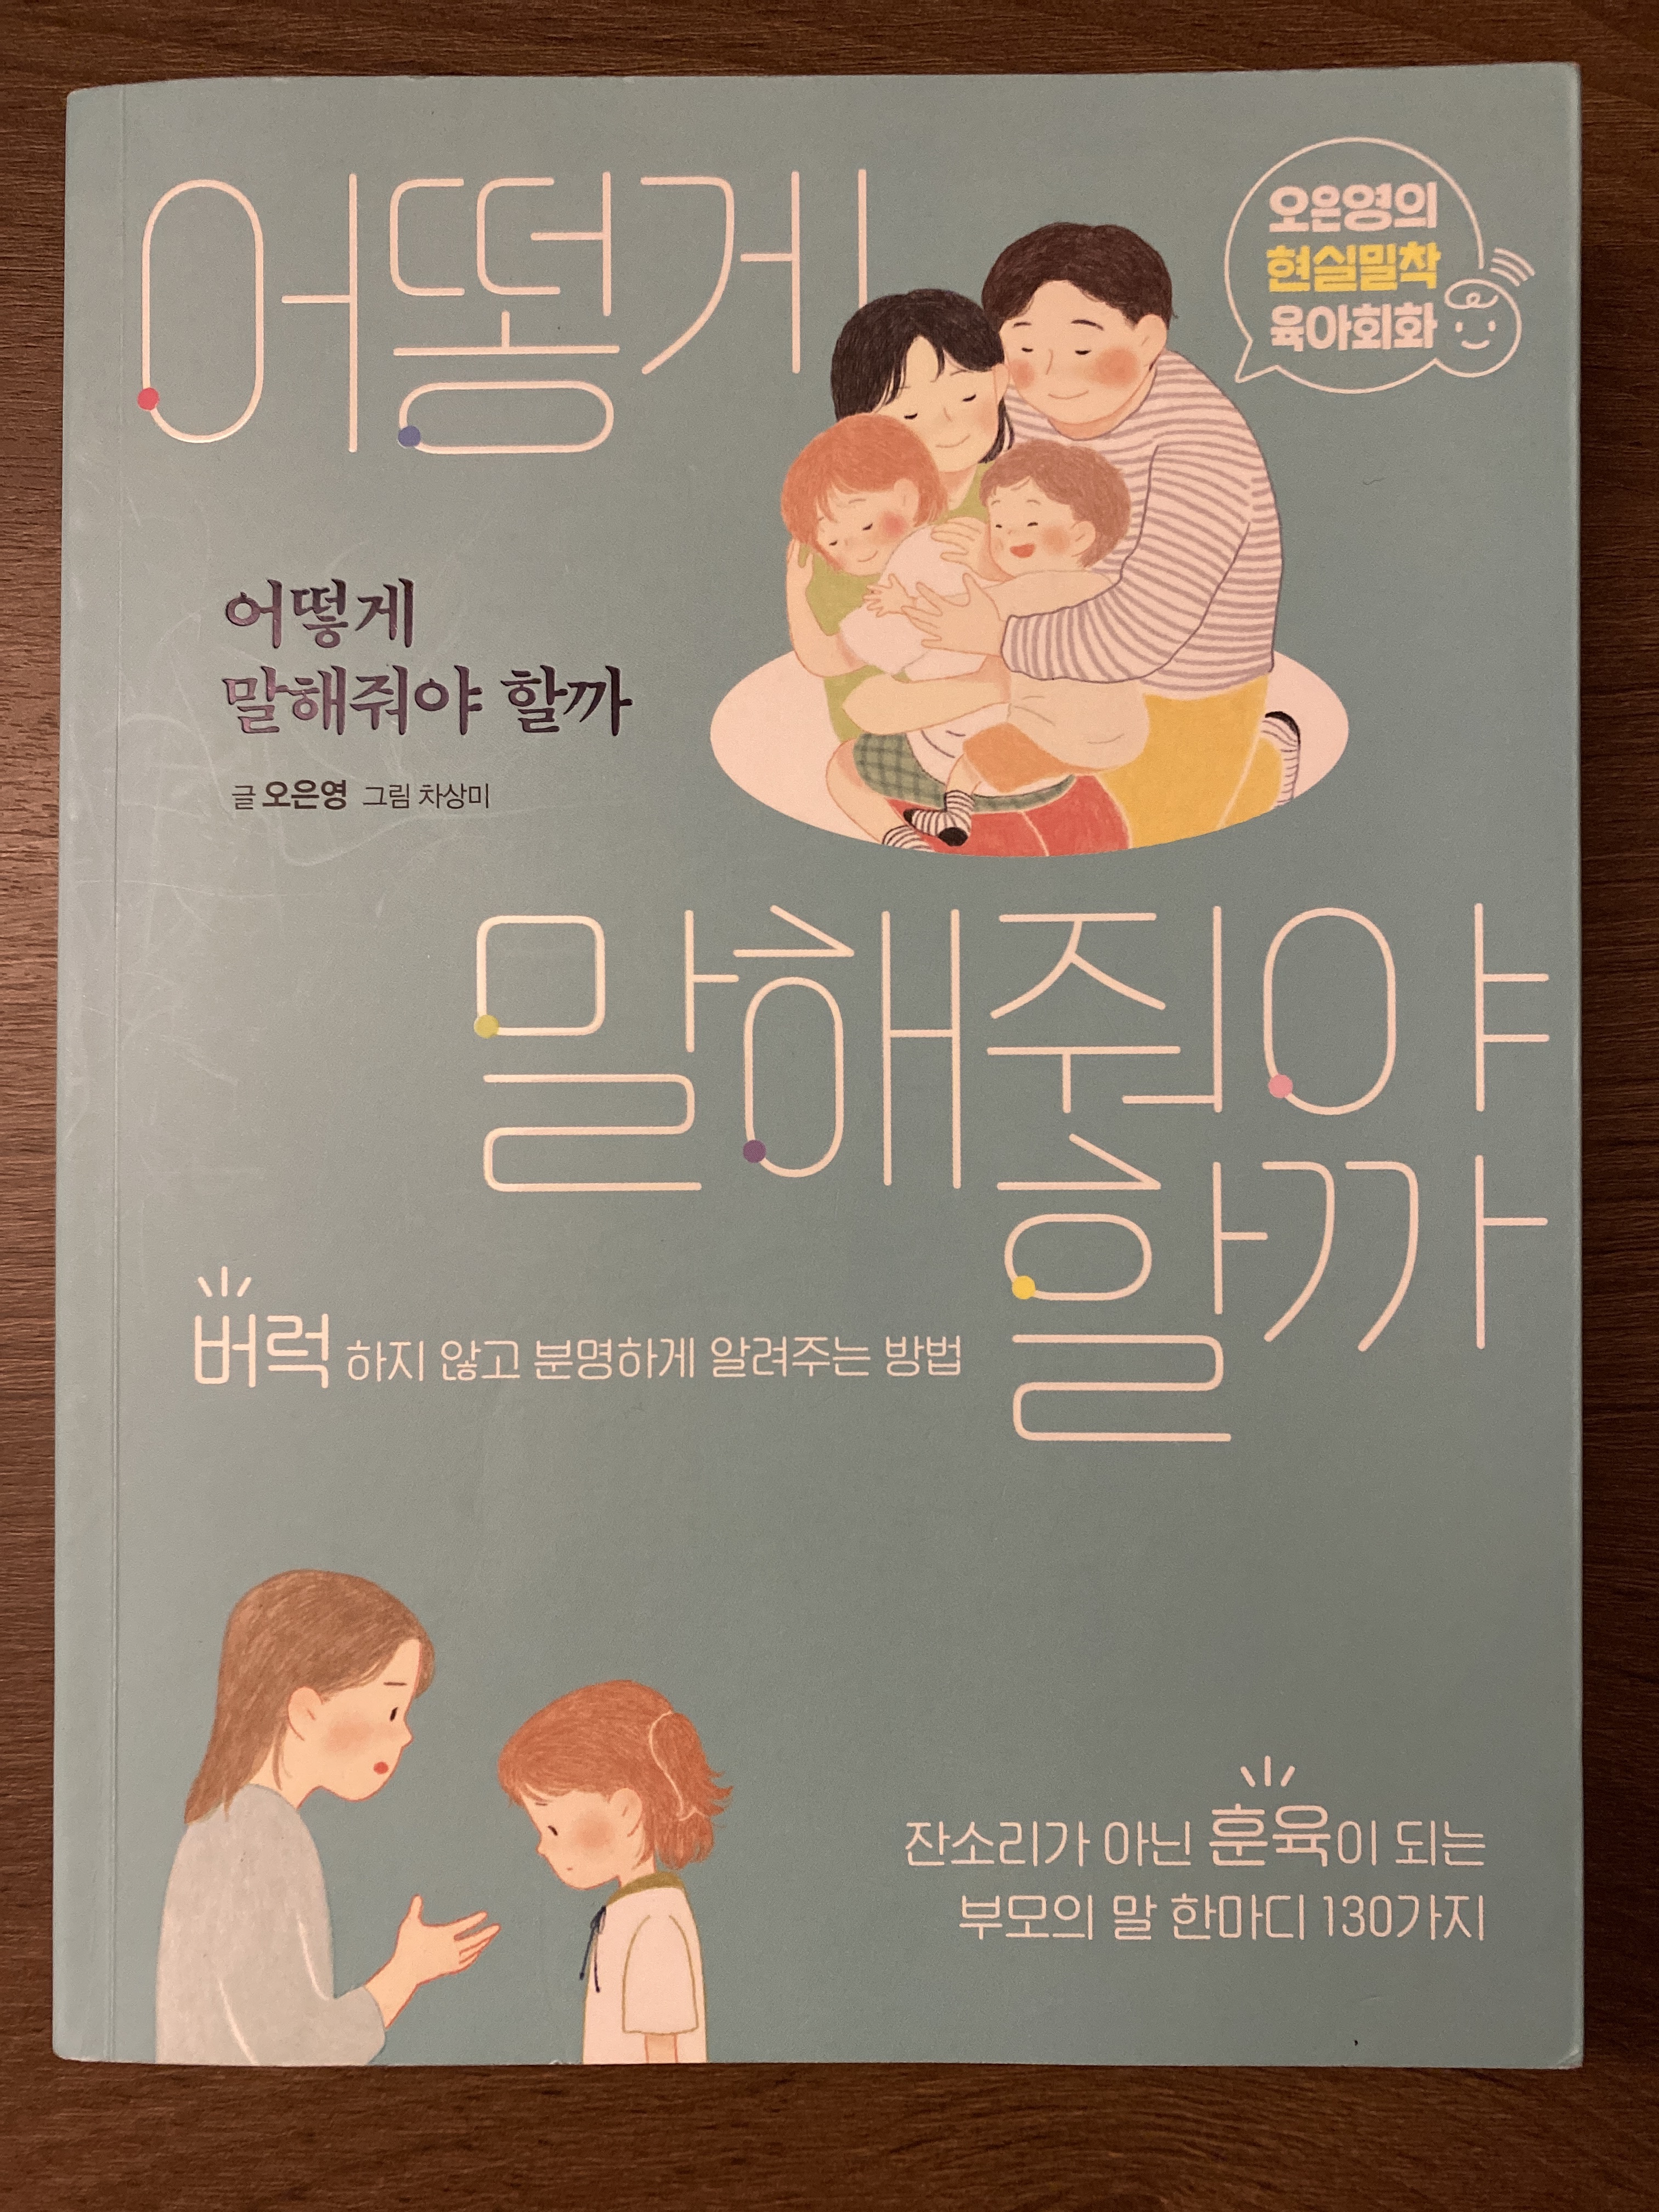 어떻게
오은영의
현실밀착
육아회화
어떻게
말해줘야 할까
글 오은영 그림 차상미
말해줘야
할까
버럭 하지 않고 분명하게 알려주는 방법
잔소리가 아닌 훈육이 되는
부모의 말 한마디 130가지